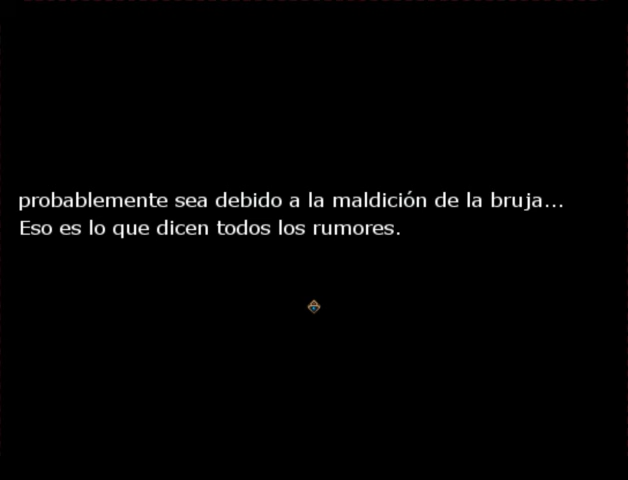 probablemente sea debido a la maldición de la bruja...
Eso es lo que dicen todos los rumores.